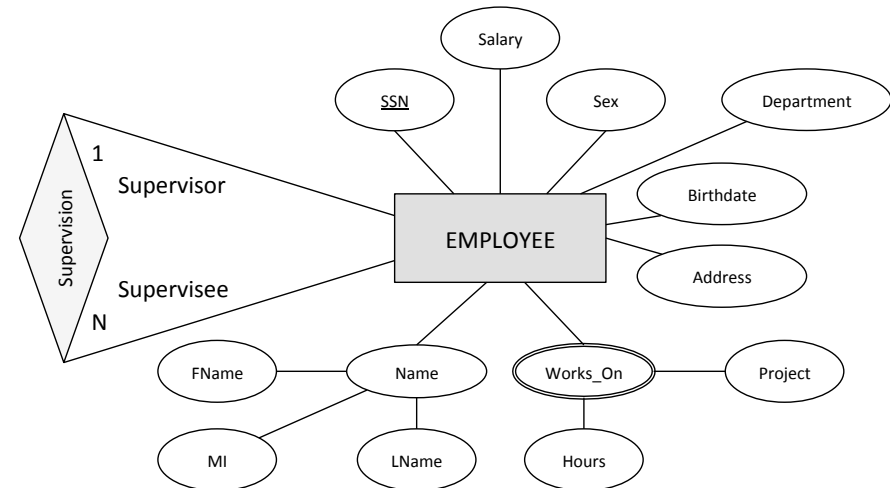 Salary
SSN
Sex
Department
1
Supervisor
Birthdate
Supervision
EMPLOYEE
Address
Supervisee
N
FName
Name
Works_On
Project
MI
LName
Hours